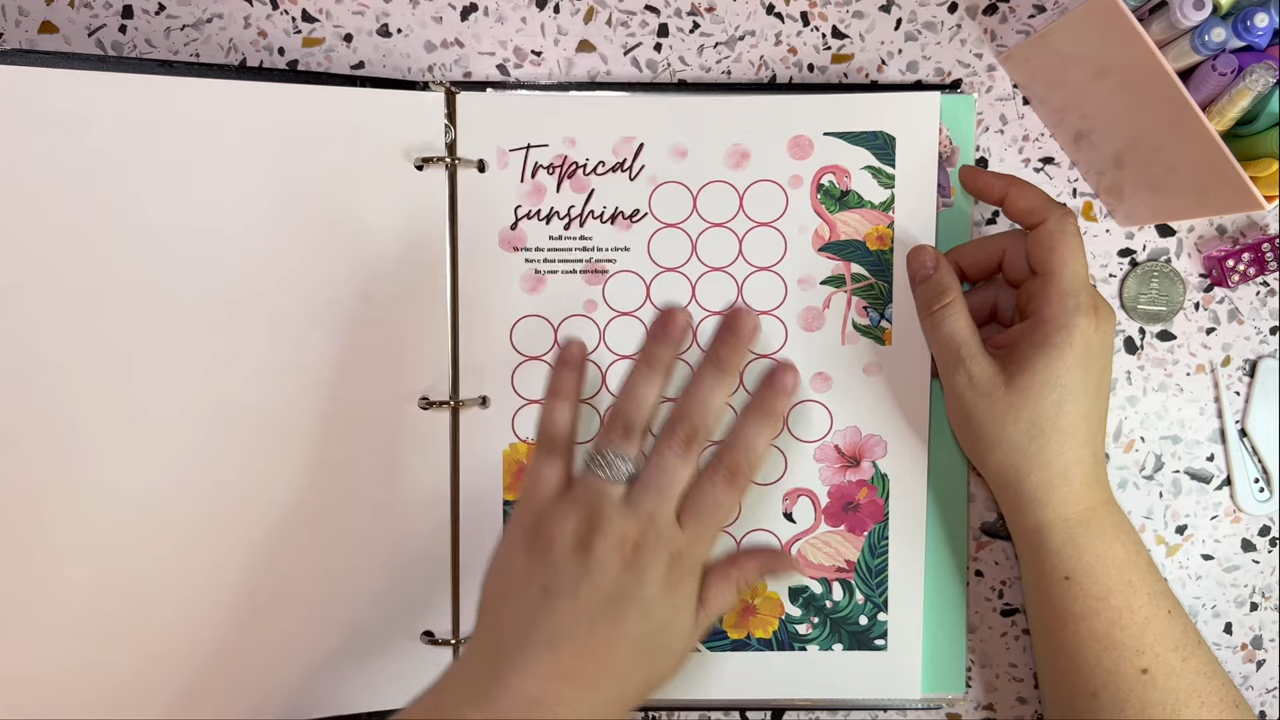 Tropical
sunshine
Roll two dice
Write the amount rolled in a circle
Save that amount of money
in your cash envelope